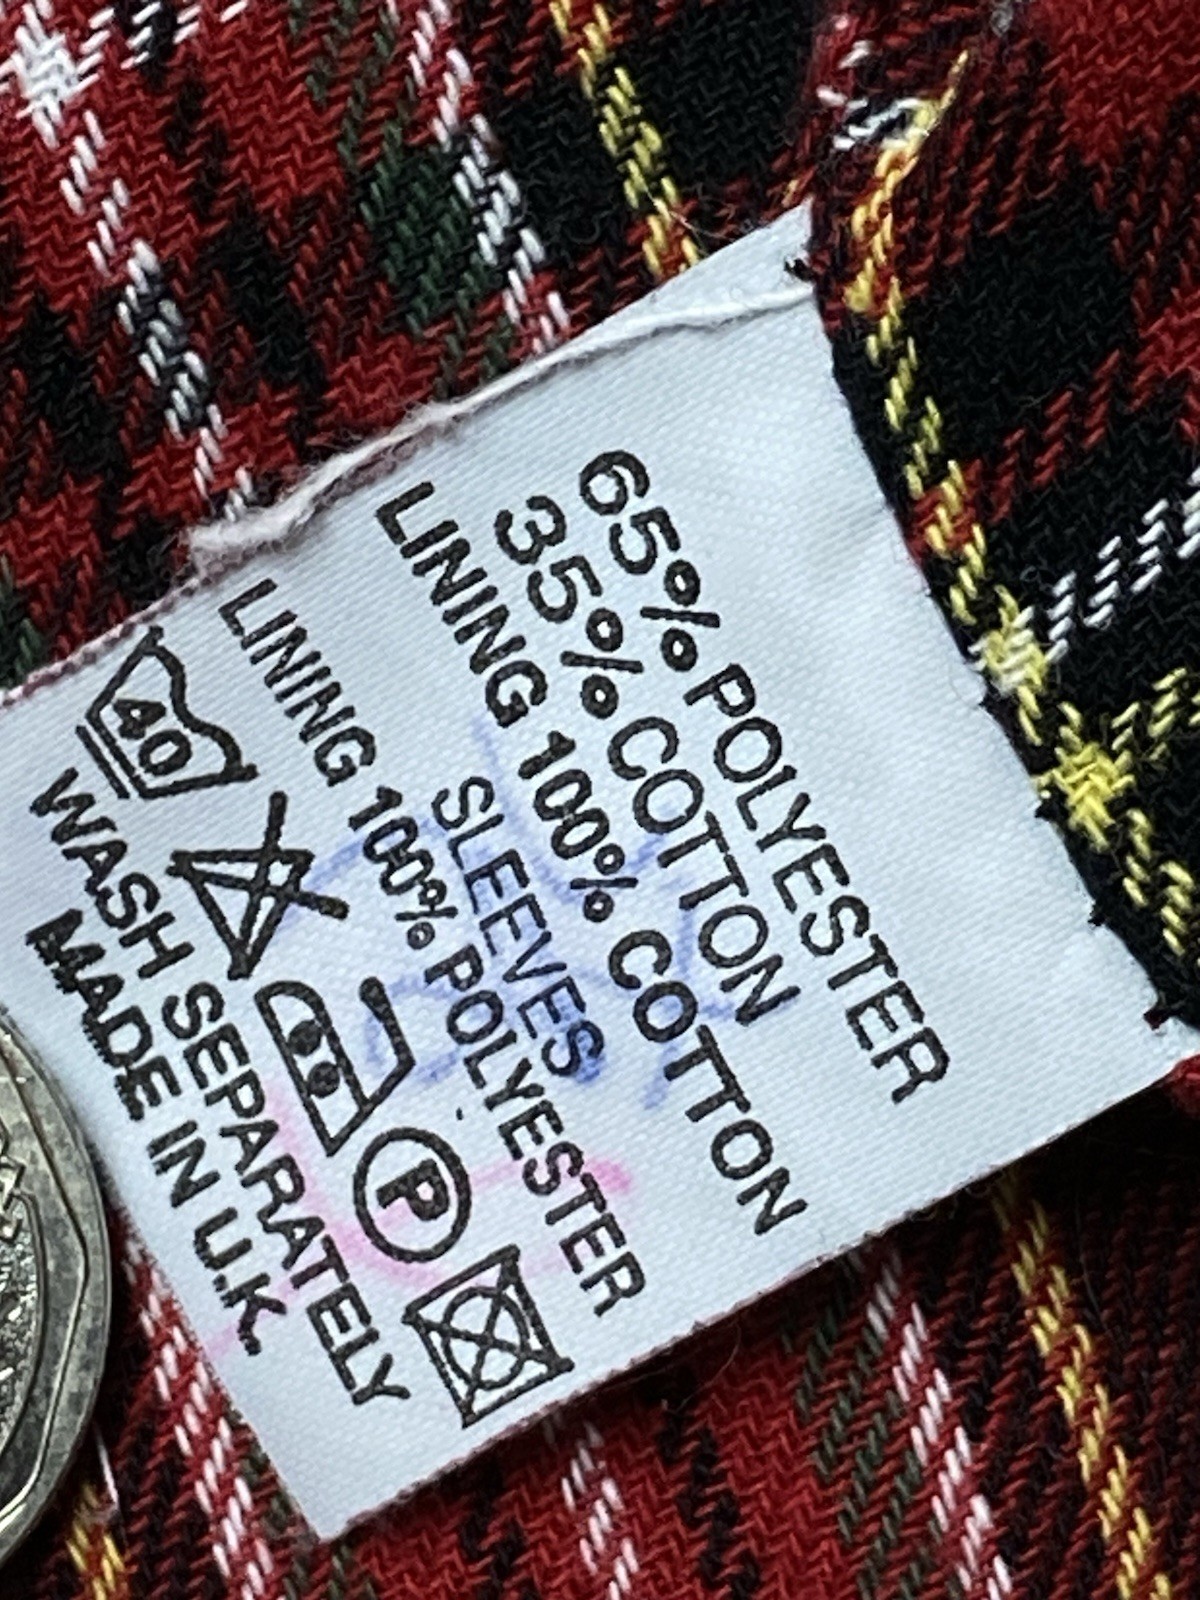 65% POLYESTER
35% COTTON
LINING 100% COTTON
SLEEVES
LINING 100% POLYESTER
40 P
WASH SEPARATELY
MADE IN U.K.